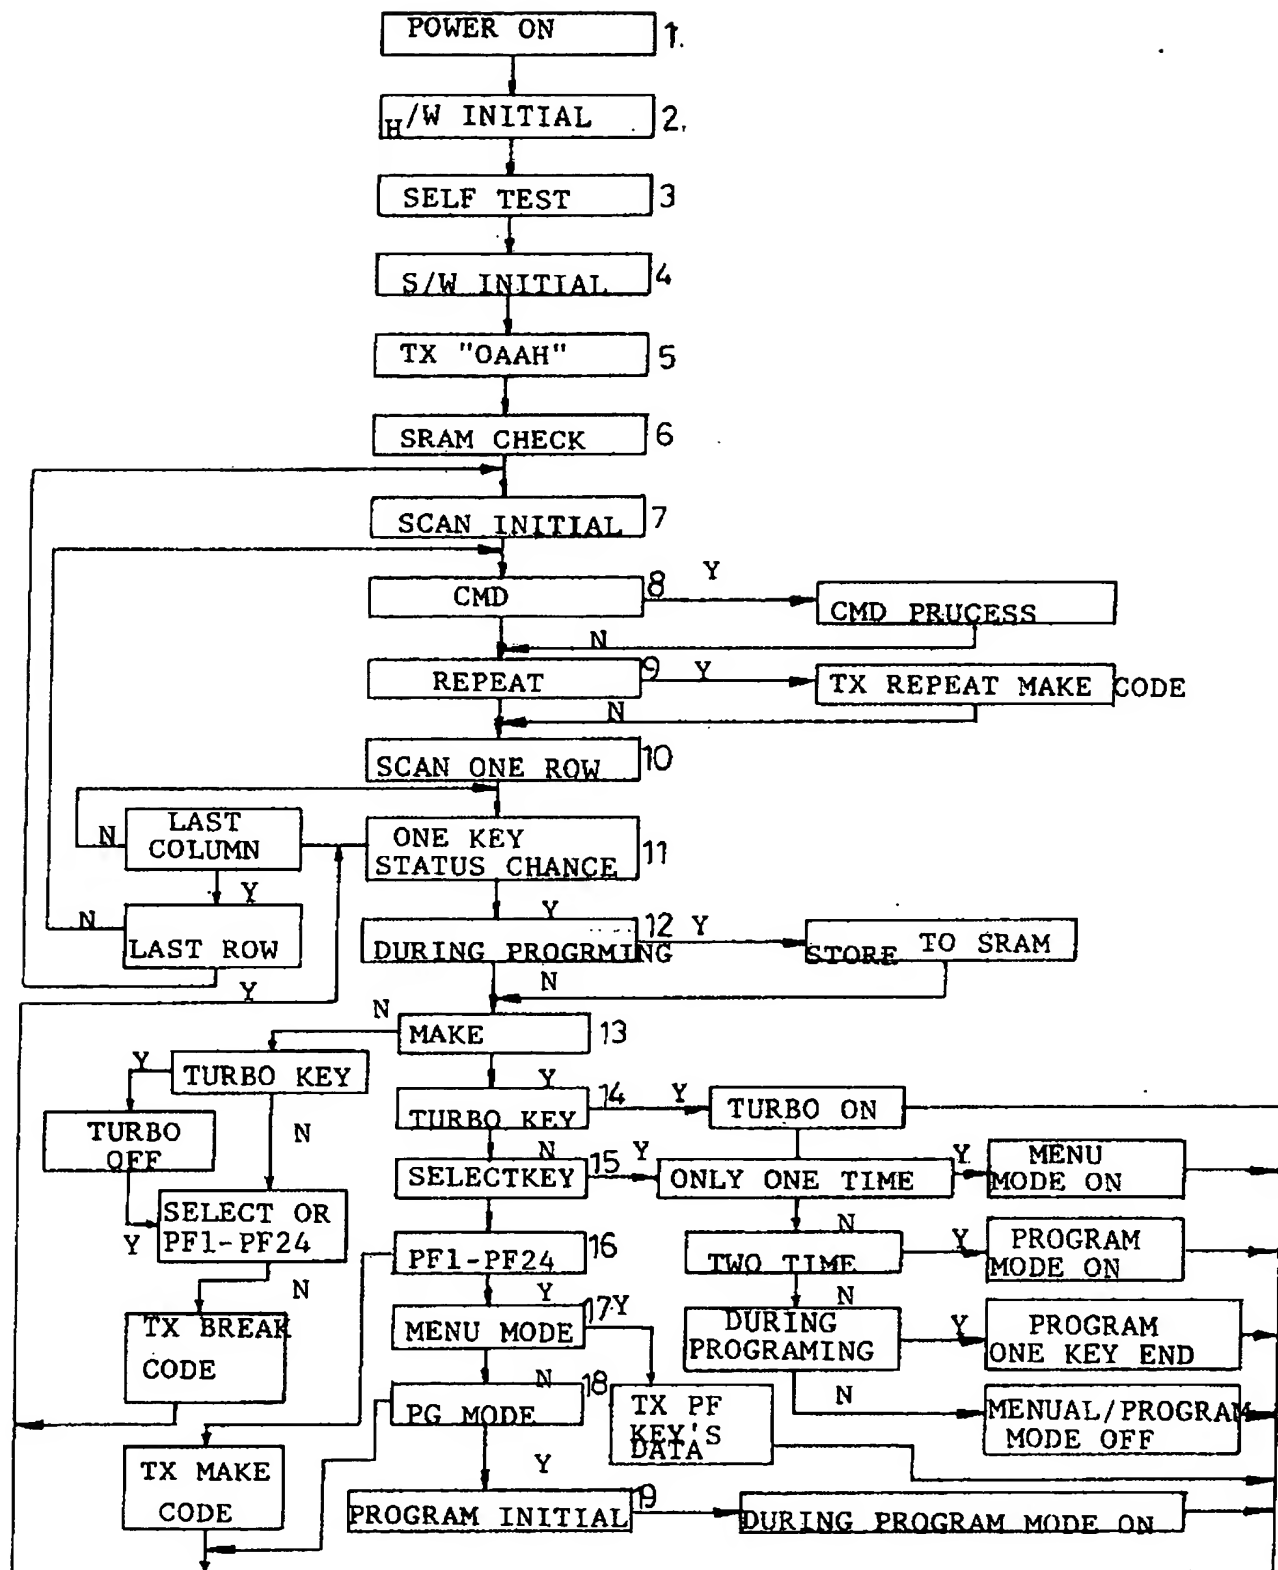 POWER ON 1.
H/W INITIAL 2.
SELF TEST 3
S/W INITIAL 4
TX "OAAH" 5
SRAM CHECK 6
SCAN INITIAL 7
CMD 8 Y
CMD PRUCESS
N
REPEAT 9 Y
TX REPEAT MAKE CODE
N
SCAN ONE ROW 10
LAST
COLUMN
N
ONE KEY
STATUS CHANCE 11
Y
N
LAST ROW
Y
Y
DURING PROGRMING 12 Y
STORE TO SRAM
N
N
MAKE 13
Y
TURBO KEY
Y
TURBO KEY 14 Y
TURBO ON
TURBO
OFF
N
N
SELECTKEY 15 Y
ONLY ONE TIME Y
MENU
MODE ON
SELECT OR
PF1-PF24
Y
N
PF1-PF24 16
N
TWO TIME Y
PROGRAM
MODE ON
Y
N
TX BREAK
CODE
MENU MODE 17 Y
DURING
PROGRAMING Y
PROGRAM
ONE KEY END
N
PG MODE 18
N
TX PF
KEY'S
DATA
MENUAL/PROGRAM
MODE OFF
TX MAKE
CODE
Y
PROGRAM INITIAL 19
DURING PROGRAM MODE ON